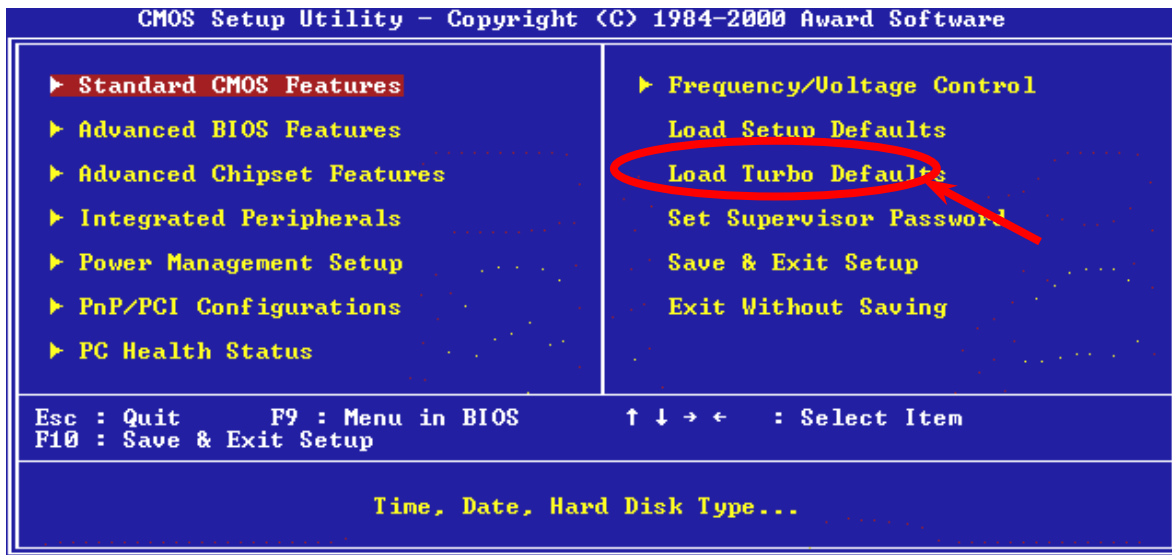 CMOS Setup Utility – Copyright (C) 1984–2000 Award Software
▶ Standard CMOS Features
▶ Advanced BIOS Features
▶ Advanced Chipset Features
▶ Integrated Peripherals
▶ Power Management Setup
▶ PnP/PCI Configurations
▶ PC Health Status
▶ Frequency/Voltage Control
Load Setup Defaults
Load Turbo Defaults
Set Supervisor Password
Save & Exit Setup
Exit Without Saving
Esc : Quit F9 : Menu in BIOS ↑ ↓ → ← : Select Item
F10 : Save & Exit Setup
Time, Date, Hard Disk Type...